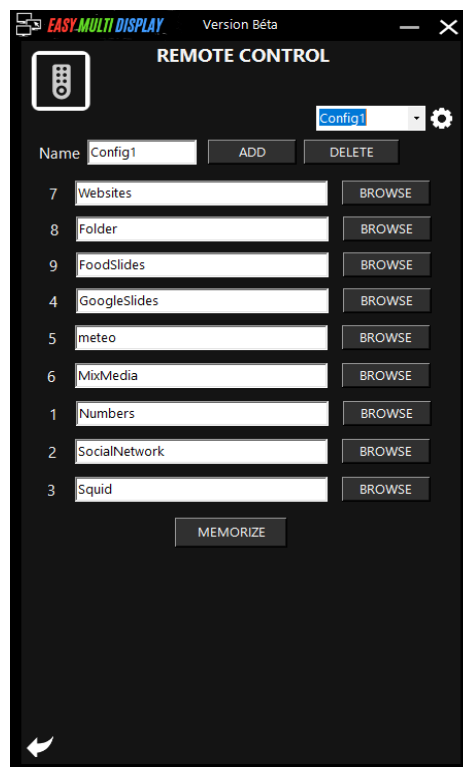 EASY MULTI DISPLAY Version Béta
REMOTE CONTROL
Config1
Name Config1 ADD DELETE
7 Websites BROWSE
8 Folder BROWSE
9 FoodSlides BROWSE
4 GoogleSlides BROWSE
5 meteo BROWSE
6 MixMedia BROWSE
1 Numbers BROWSE
2 SocialNetwork BROWSE
3 Squid BROWSE
MEMORIZE